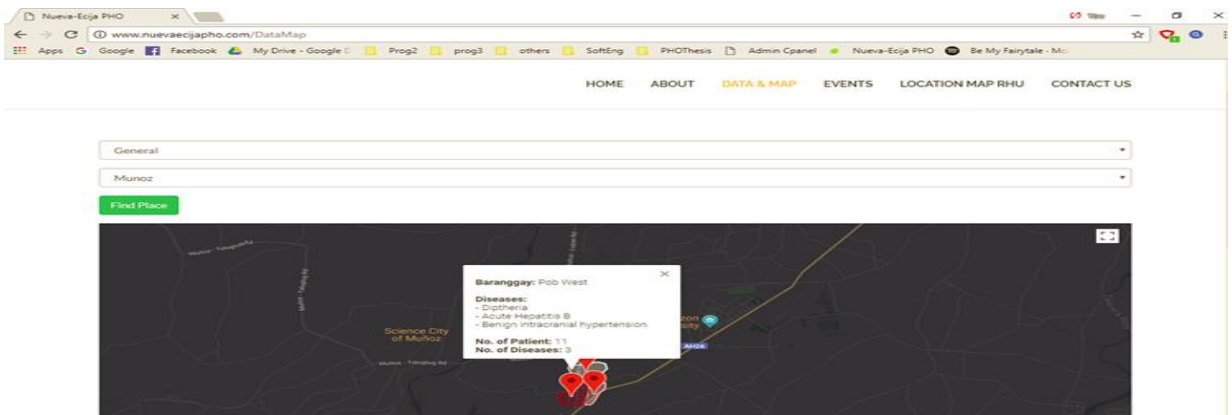 Nueva-Ecija PHO
www.nuevaecijapho.com/DataMap
Apps Google Facebook My Drive - Google D Prog2 prog3 others SoftEng PHOThesis Admin Cpanel Nueva-Ecija PHO Be My Fairytale - Mo
HOME ABOUT DATA & MAP EVENTS LOCATION MAP RHU CONTACT US
General
Munoz
Find Place
Baranggay: Pob West
Diseases:
- Diptheria
- Acute Hepatitis B
- Benign intracranial hypertension
No. of Patient: 11
No. of Diseases: 3
Science City
of Muñoz
AH26